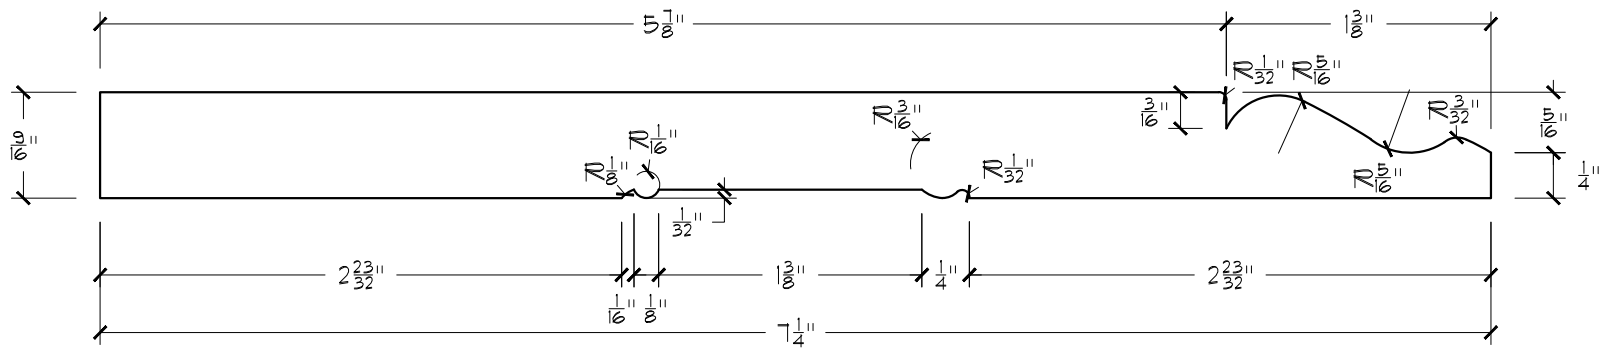 5 7/8"
1 3/8"
R 1/32"
R 5/16"
3/16"
R 3/16"
R 3/32"
5/16"
9/16"
R 1/16"
R 1/8"
R 1/32"
R 5/16"
1/4"
1/32"
2 23/32"
1 3/8"
1/4"
2 23/32"
1/16"
1/8"
7 1/4"